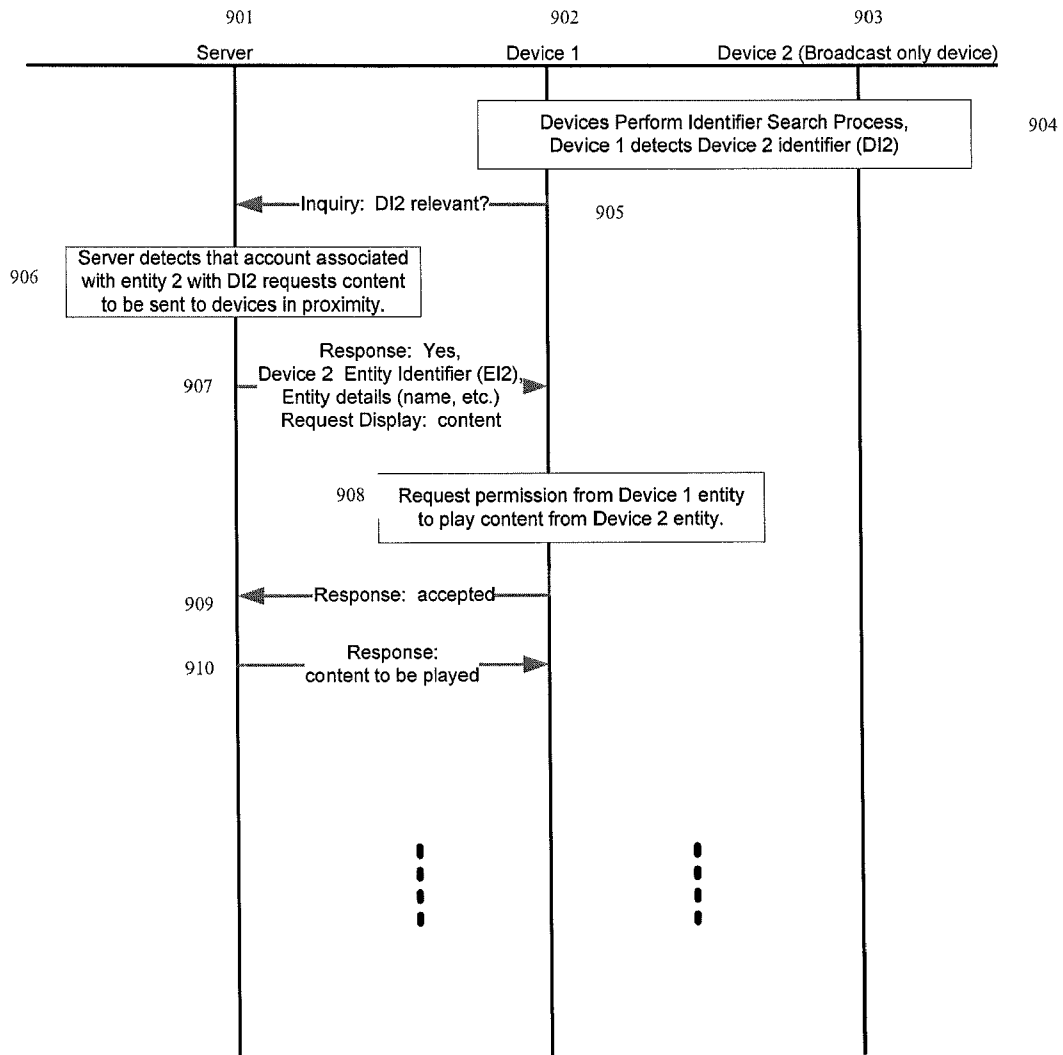 901
902
903
Server
Device 1
Device 2 (Broadcast only device)
Devices Perform Identifier Search Process,
Device 1 detects Device 2 identifier (DI2)
904
Inquiry: DI2 relevant?
905
906
Server detects that account associated
with entity 2 with DI2 requests content
to be sent to devices in proximity.
907
Response: Yes,
Device 2 Entity Identifier (EI2),
Entity details (name, etc.)
Request Display: content
908
Request permission from Device 1 entity
to play content from Device 2 entity.
909
Response: accepted
910
Response:
content to be played